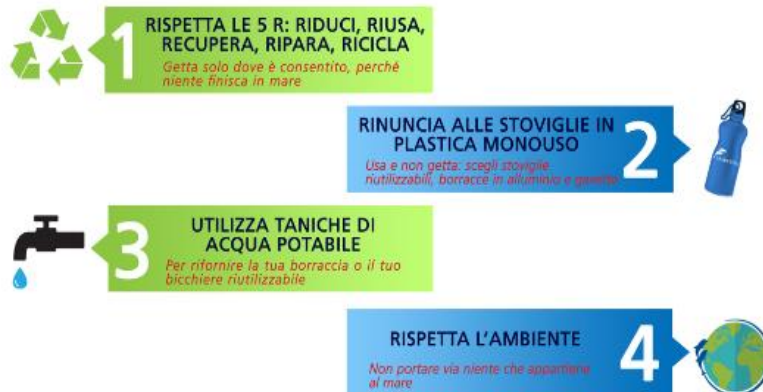 1
RISPETTA LE 5 R: RIDUCI, RIUSA,
RECUPERA, RIPARA, RICICLA
Getta solo dove è consentito, perché
niente finisca in mare
RINUNCIA ALLE STOVIGLIE IN
PLASTICA MONOUSO
Usa e non getta: scegli stoviglie
riutilizzabili, borracce in alluminio e gavette
2
3
UTILIZZA TANICHE DI
ACQUA POTABILE
Per rifornire la tua borraccia o il tuo
bicchiere riutilizzabile
RISPETTA L'AMBIENTE
Non portare via niente che appartiene
al mare
4